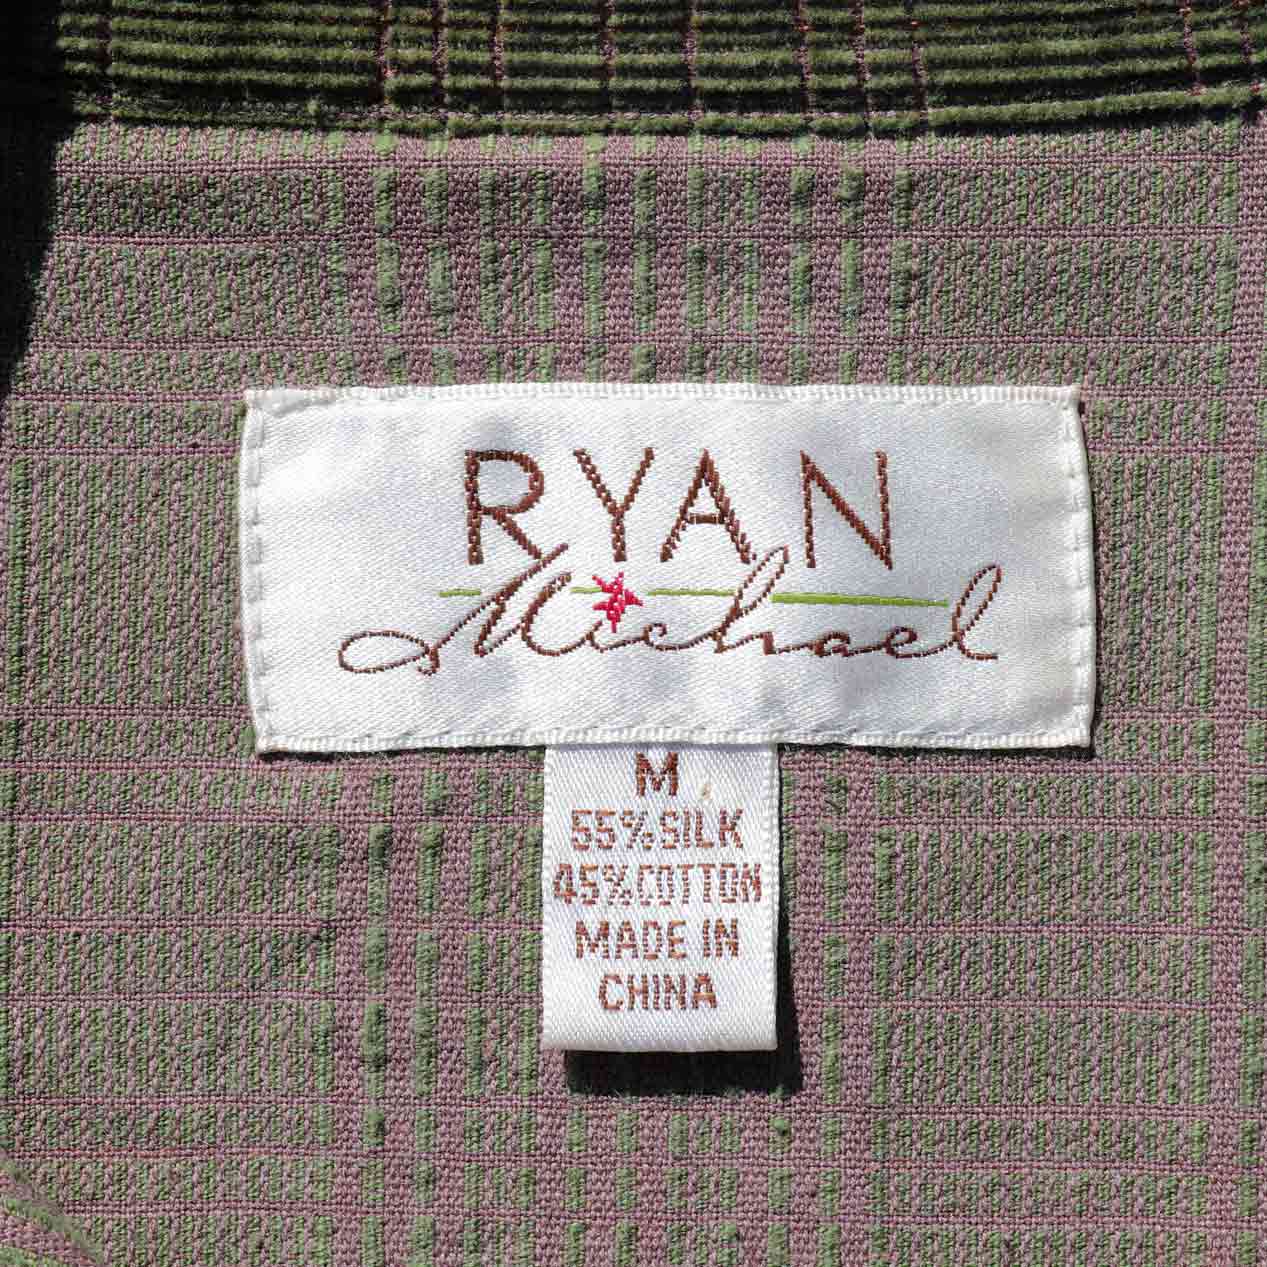 RYAN
Michael
M
55%SILK
45%COTTON
MADE IN
CHINA